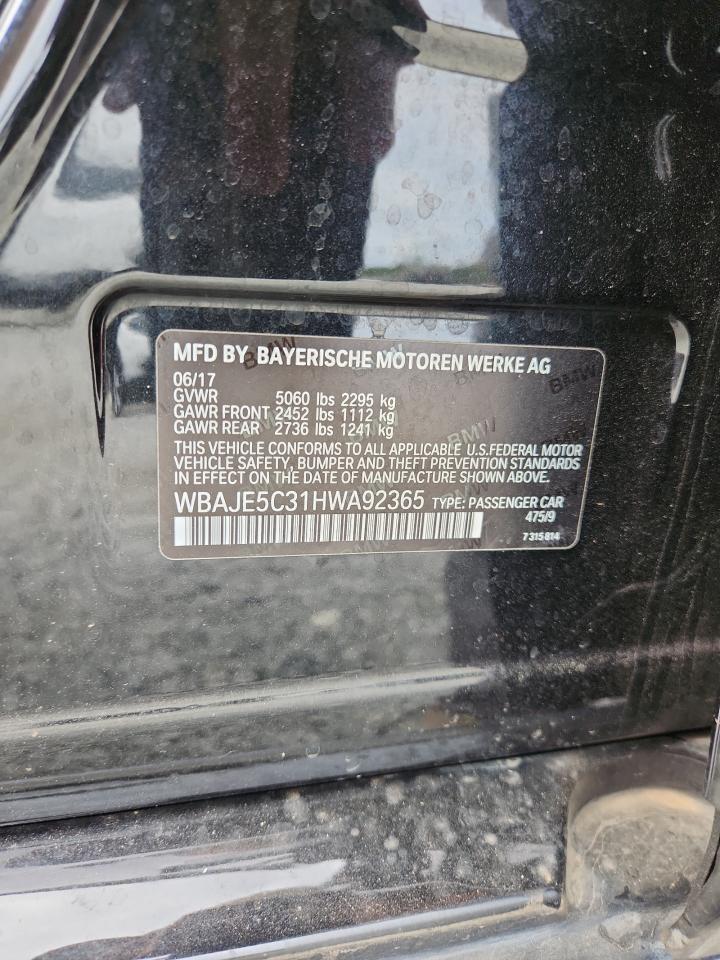 MFD BY BAYERISCHE MOTOREN WERKE AG
06/17
GVWR 5060 lbs 2295 kg
GAWR FRONT 2452 lbs 1112 kg
GAWR REAR 2736 lbs 1241 kg
THIS VEHICLE CONFORMS TO ALL APPLICABLE U.S.FEDERAL MOTOR
VEHICLE SAFETY, BUMPER AND THEFT PREVENTION STANDARDS
IN EFFECT ON THE DATE OF MANUFACTURE SHOWN ABOVE.
WBAJE5C31HWA92365 TYPE: PASSENGER CAR
475/9
7 315 814